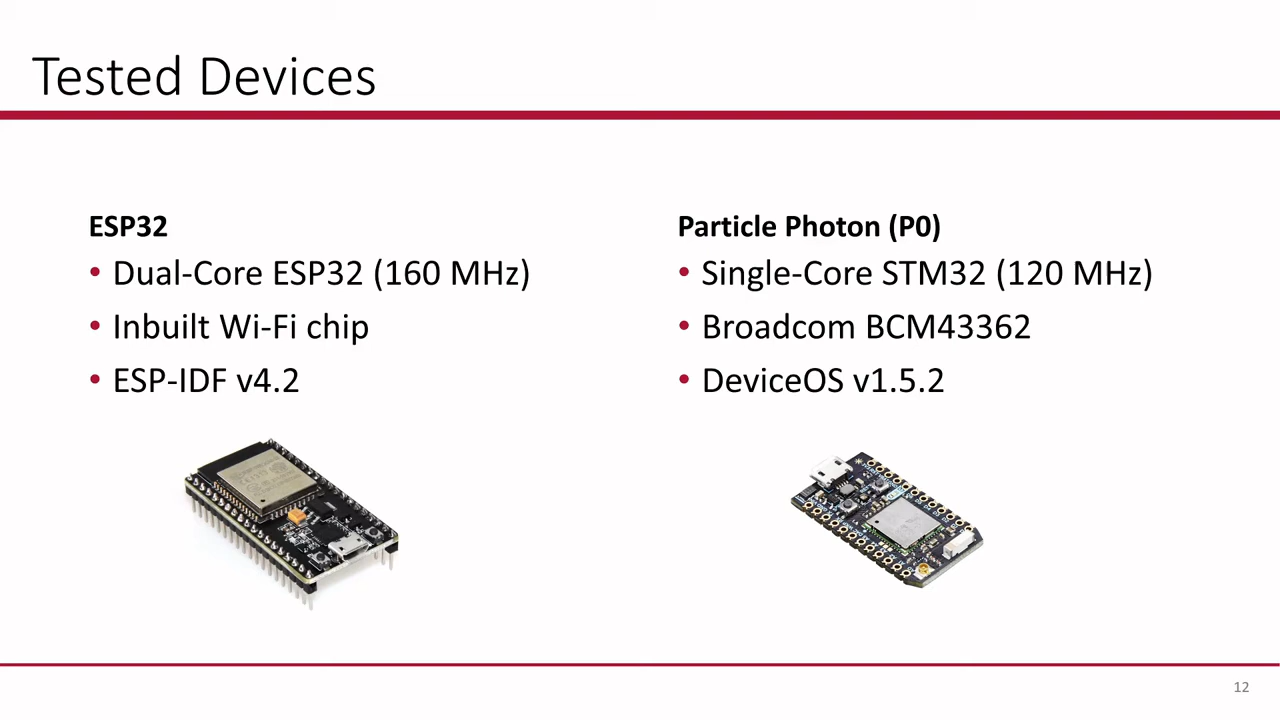 Tested Devices
ESP32
• Dual-Core ESP32 (160 MHz)
• Inbuilt Wi-Fi chip
• ESP-IDF v4.2
Particle Photon (P0)
• Single-Core STM32 (120 MHz)
• Broadcom BCM43362
• DeviceOS v1.5.2
12